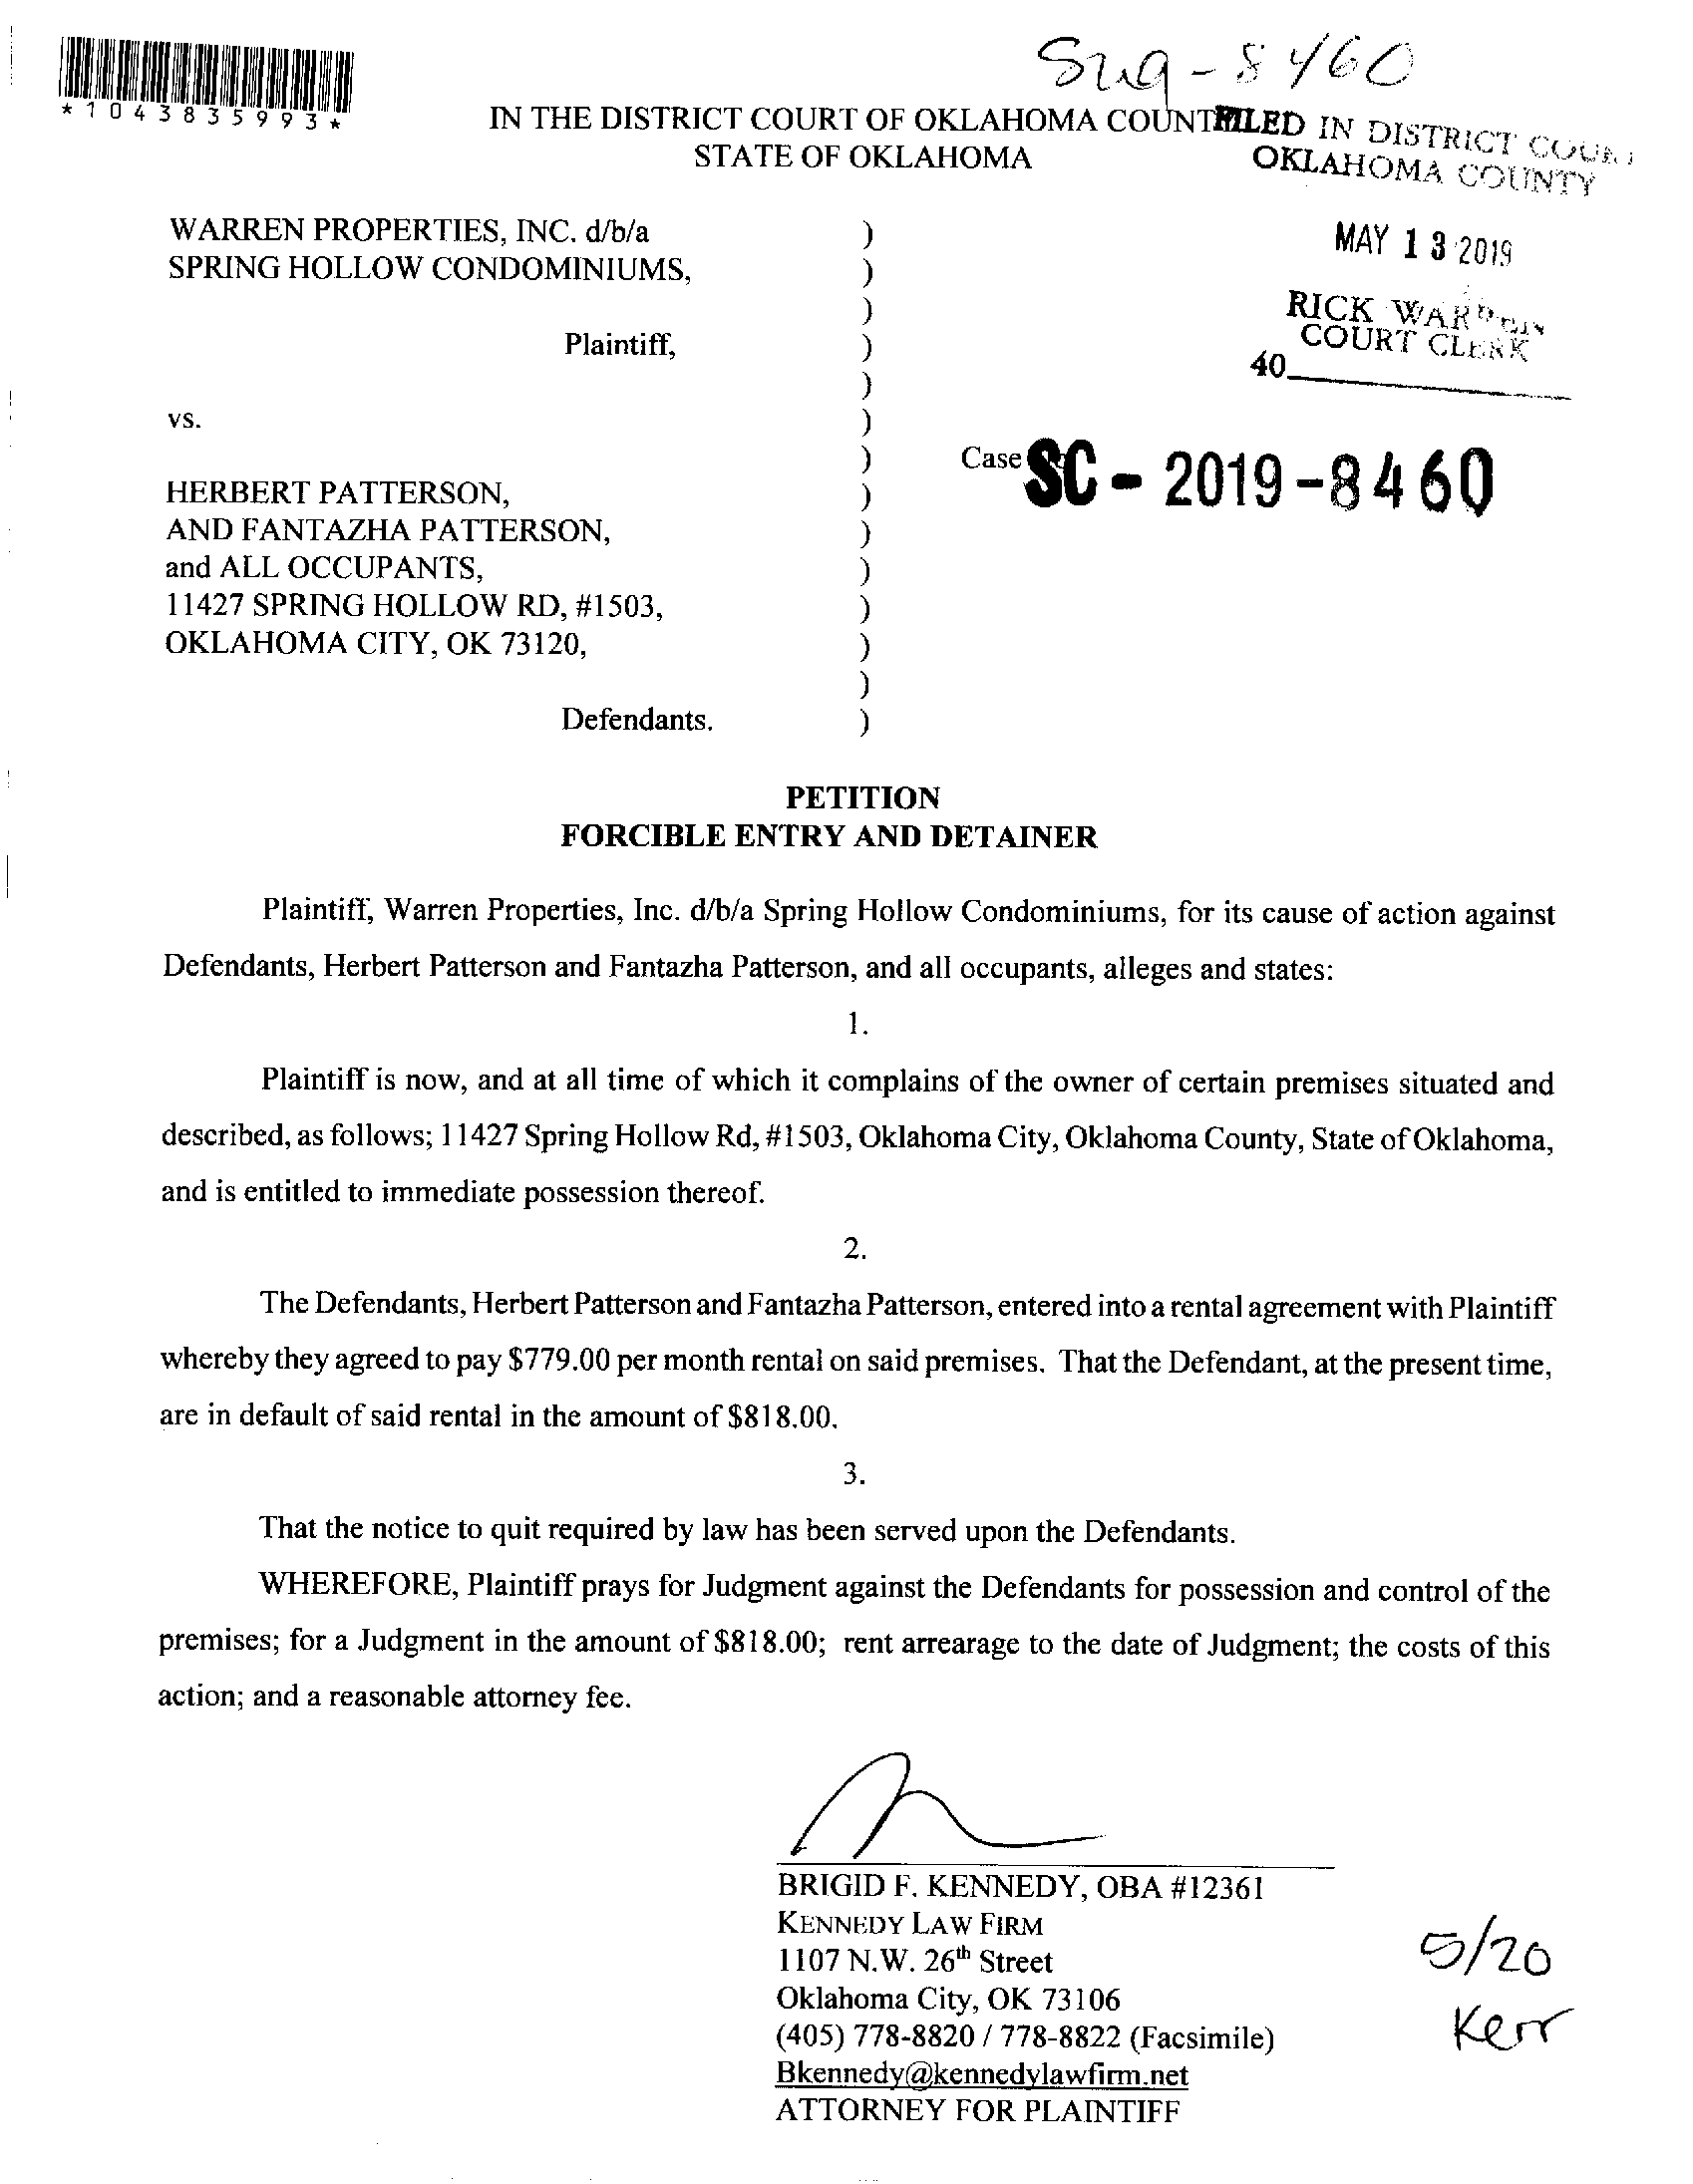 S19-8460
*1043835993*
IN THE DISTRICT COURT OF OKLAHOMA COUNTY
STATE OF OKLAHOMA
FILED IN DISTRICT COURT
OKLAHOMA COUNTY
MAY 13 2019
RICK WARREN
COURT CLERK
40
WARREN PROPERTIES, INC. d/b/a
SPRING HOLLOW CONDOMINIUMS,
Plaintiff,
vs.
Case
SC - 2019 - 8460
HERBERT PATTERSON,
AND FANTAZHA PATTERSON,
and ALL OCCUPANTS,
11427 SPRING HOLLOW RD, #1503,
OKLAHOMA CITY, OK 73120,
Defendants.
PETITION
FORCIBLE ENTRY AND DETAINER
Plaintiff, Warren Properties, Inc. d/b/a Spring Hollow Condominiums, for its cause of action against
Defendants, Herbert Patterson and Fantazha Patterson, and all occupants, alleges and states:
1.
Plaintiff is now, and at all time of which it complains of the owner of certain premises situated and
described, as follows; 11427 Spring Hollow Rd, #1503, Oklahoma City, Oklahoma County, State of Oklahoma,
and is entitled to immediate possession thereof.
2.
The Defendants, Herbert Patterson and Fantazha Patterson, entered into a rental agreement with Plaintiff
whereby they agreed to pay $779.00 per month rental on said premises. That the Defendant, at the present time,
are in default of said rental in the amount of $818.00.
3.
That the notice to quit required by law has been served upon the Defendants.
WHEREFORE, Plaintiff prays for Judgment against the Defendants for possession and control of the
premises; for a Judgment in the amount of $818.00; rent arrearage to the date of Judgment; the costs of this
action; and a reasonable attorney fee.
BRIGID F. KENNEDY, OBA #12361
KENNEDY LAW FIRM
1107 N.W. 26th Street
Oklahoma City, OK 73106
(405) 778-8820 / 778-8822 (Facsimile)
Bkennedy@kennedylawfirm.net
ATTORNEY FOR PLAINTIFF
5/20
Kerr